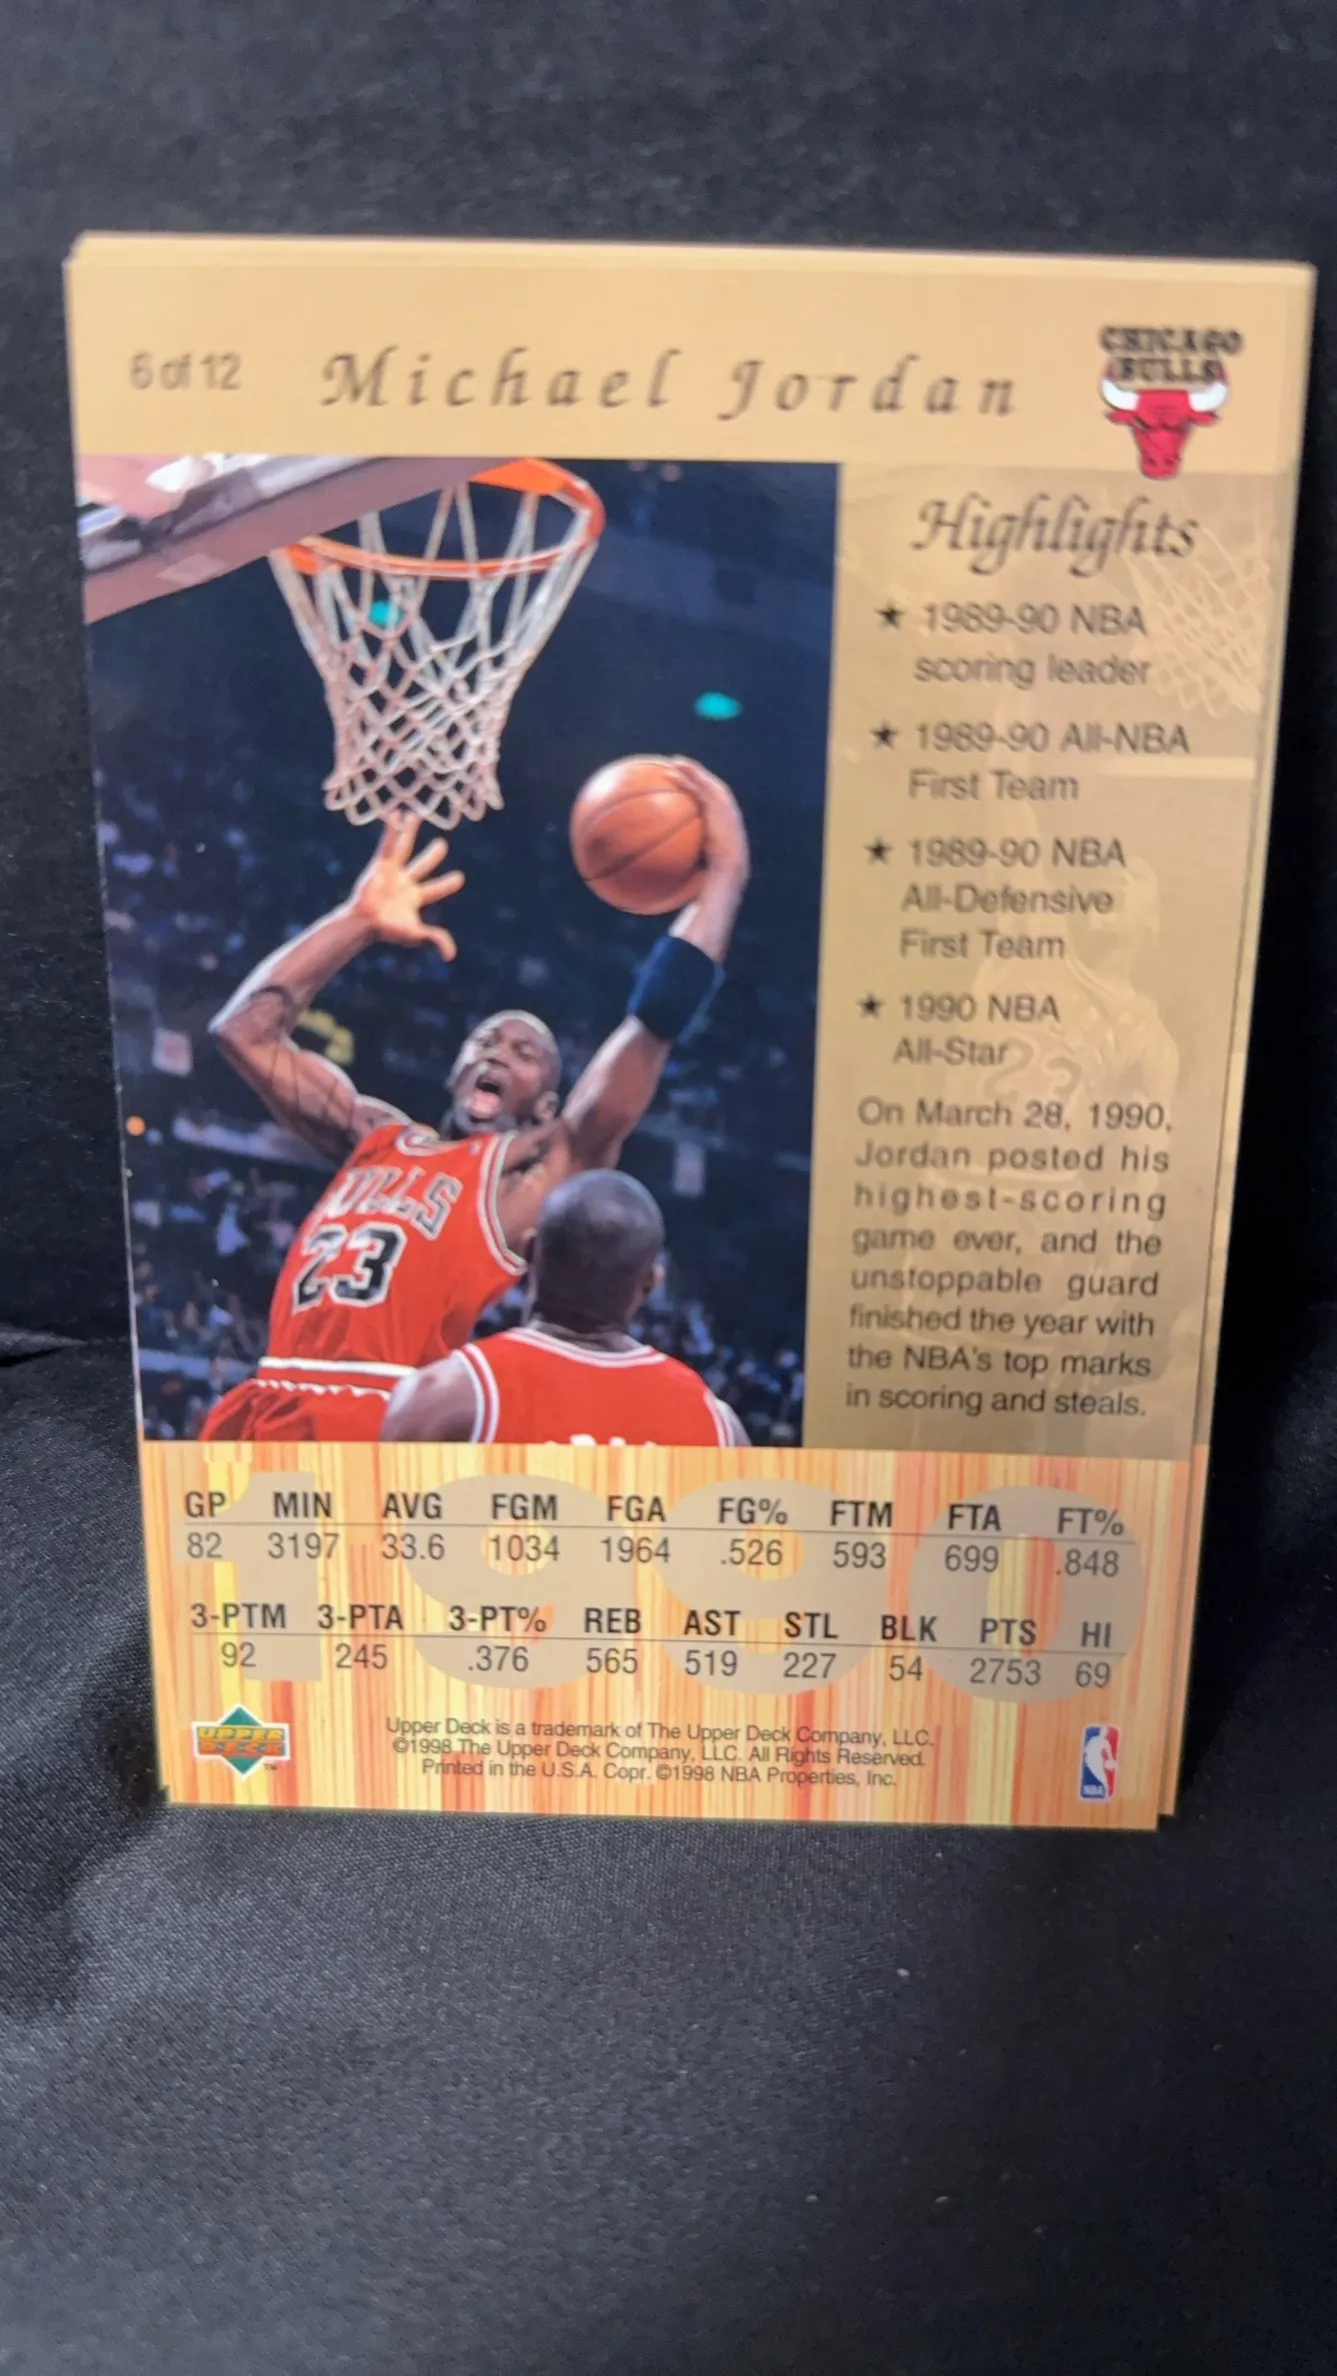 6 of 12 Michael Jordan
CHICAGO
BULLS
Highlights
★ 1989-90 NBA
scoring leader
★ 1989-90 All-NBA
First Team
★ 1989-90 NBA
All-Defensive
First Team
★ 1990 NBA
All-Star
On March 28, 1990,
Jordan posted his
highest-scoring
game ever, and the
unstoppable guard
finished the year with
the NBA's top marks
in scoring and steals.
BULLS
23
23
1990
GP MIN AVG FGM FGA FG% FTM FTA FT%
82 3197 33.6 1034 1964 .526 593 699 .848
3-PTM 3-PTA 3-PT% REB AST STL BLK PTS HI
92 245 .376 565 519 227 54 2753 69
UPPER
DECK
TM
Upper Deck is a trademark of The Upper Deck Company, LLC.
©1998 The Upper Deck Company, LLC. All Rights Reserved.
Printed in the U.S.A. Copr. ©1998 NBA Properties, Inc.
NBA